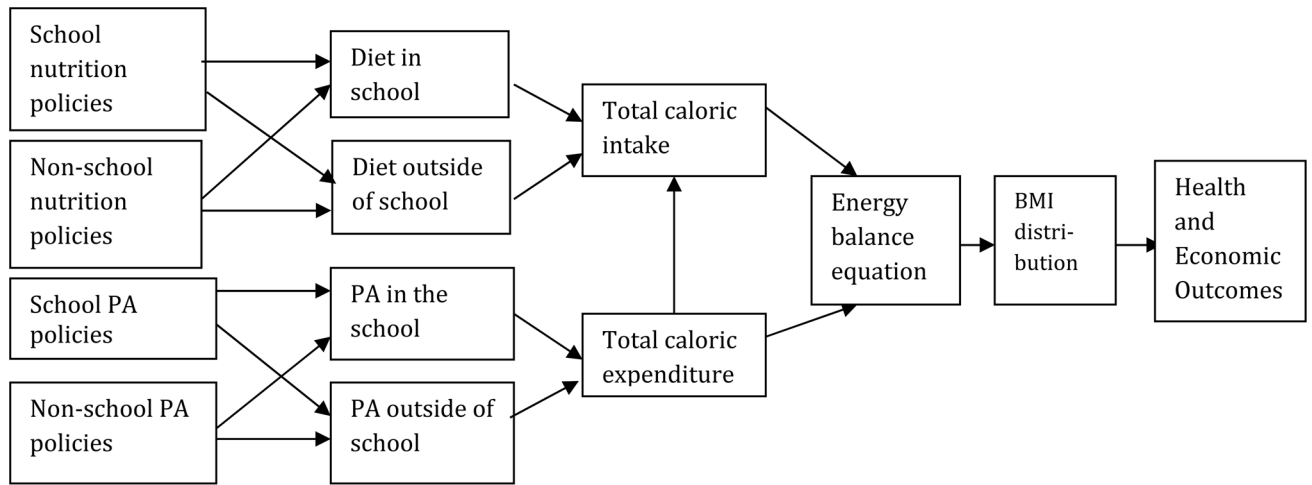 School
nutrition
policies
Non-school
nutrition
policies
School PA
policies
Non-school PA
policies
Diet in
school
Diet outside
of school
PA in the
school
PA outside of
school
Total caloric
intake
Total caloric
expenditure
Energy
balance
equation
BMI
distri-
bution
Health
and
Economic
Outcomes